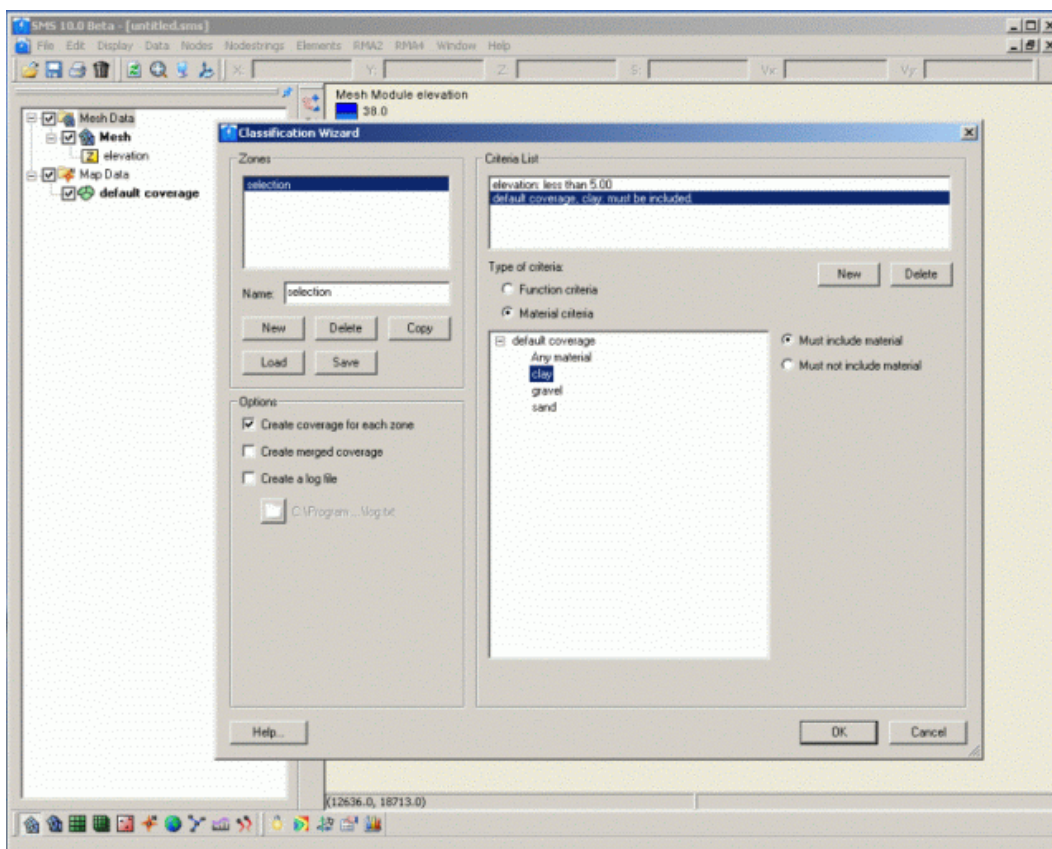 SMS 10.0 Beta - [untitled.sms]
File Edit Display Data Nodes Nodestrings Elements RMA2 RMA4 Window Help
X: Y: Z: S: Vx: Vy:
Mesh Module elevation
38.0
Mesh Data
Mesh
Z elevation
Map Data
default coverage
Classification Wizard
Zones
selection
Name: selection
New Delete Copy
Load Save
Options
Create coverage for each zone
Create merged coverage
Create a log file
C:\Program ...\log.txt
Criteria List
elevation: less than 5.00
default coverage, clay: must be included.
Type of criteria:
New Delete
Function criteria
Material criteria
default coverage
Any material
clay
gravel
sand
Must include material
Must not include material
Help...
OK Cancel
(12636.0, 18713.0)